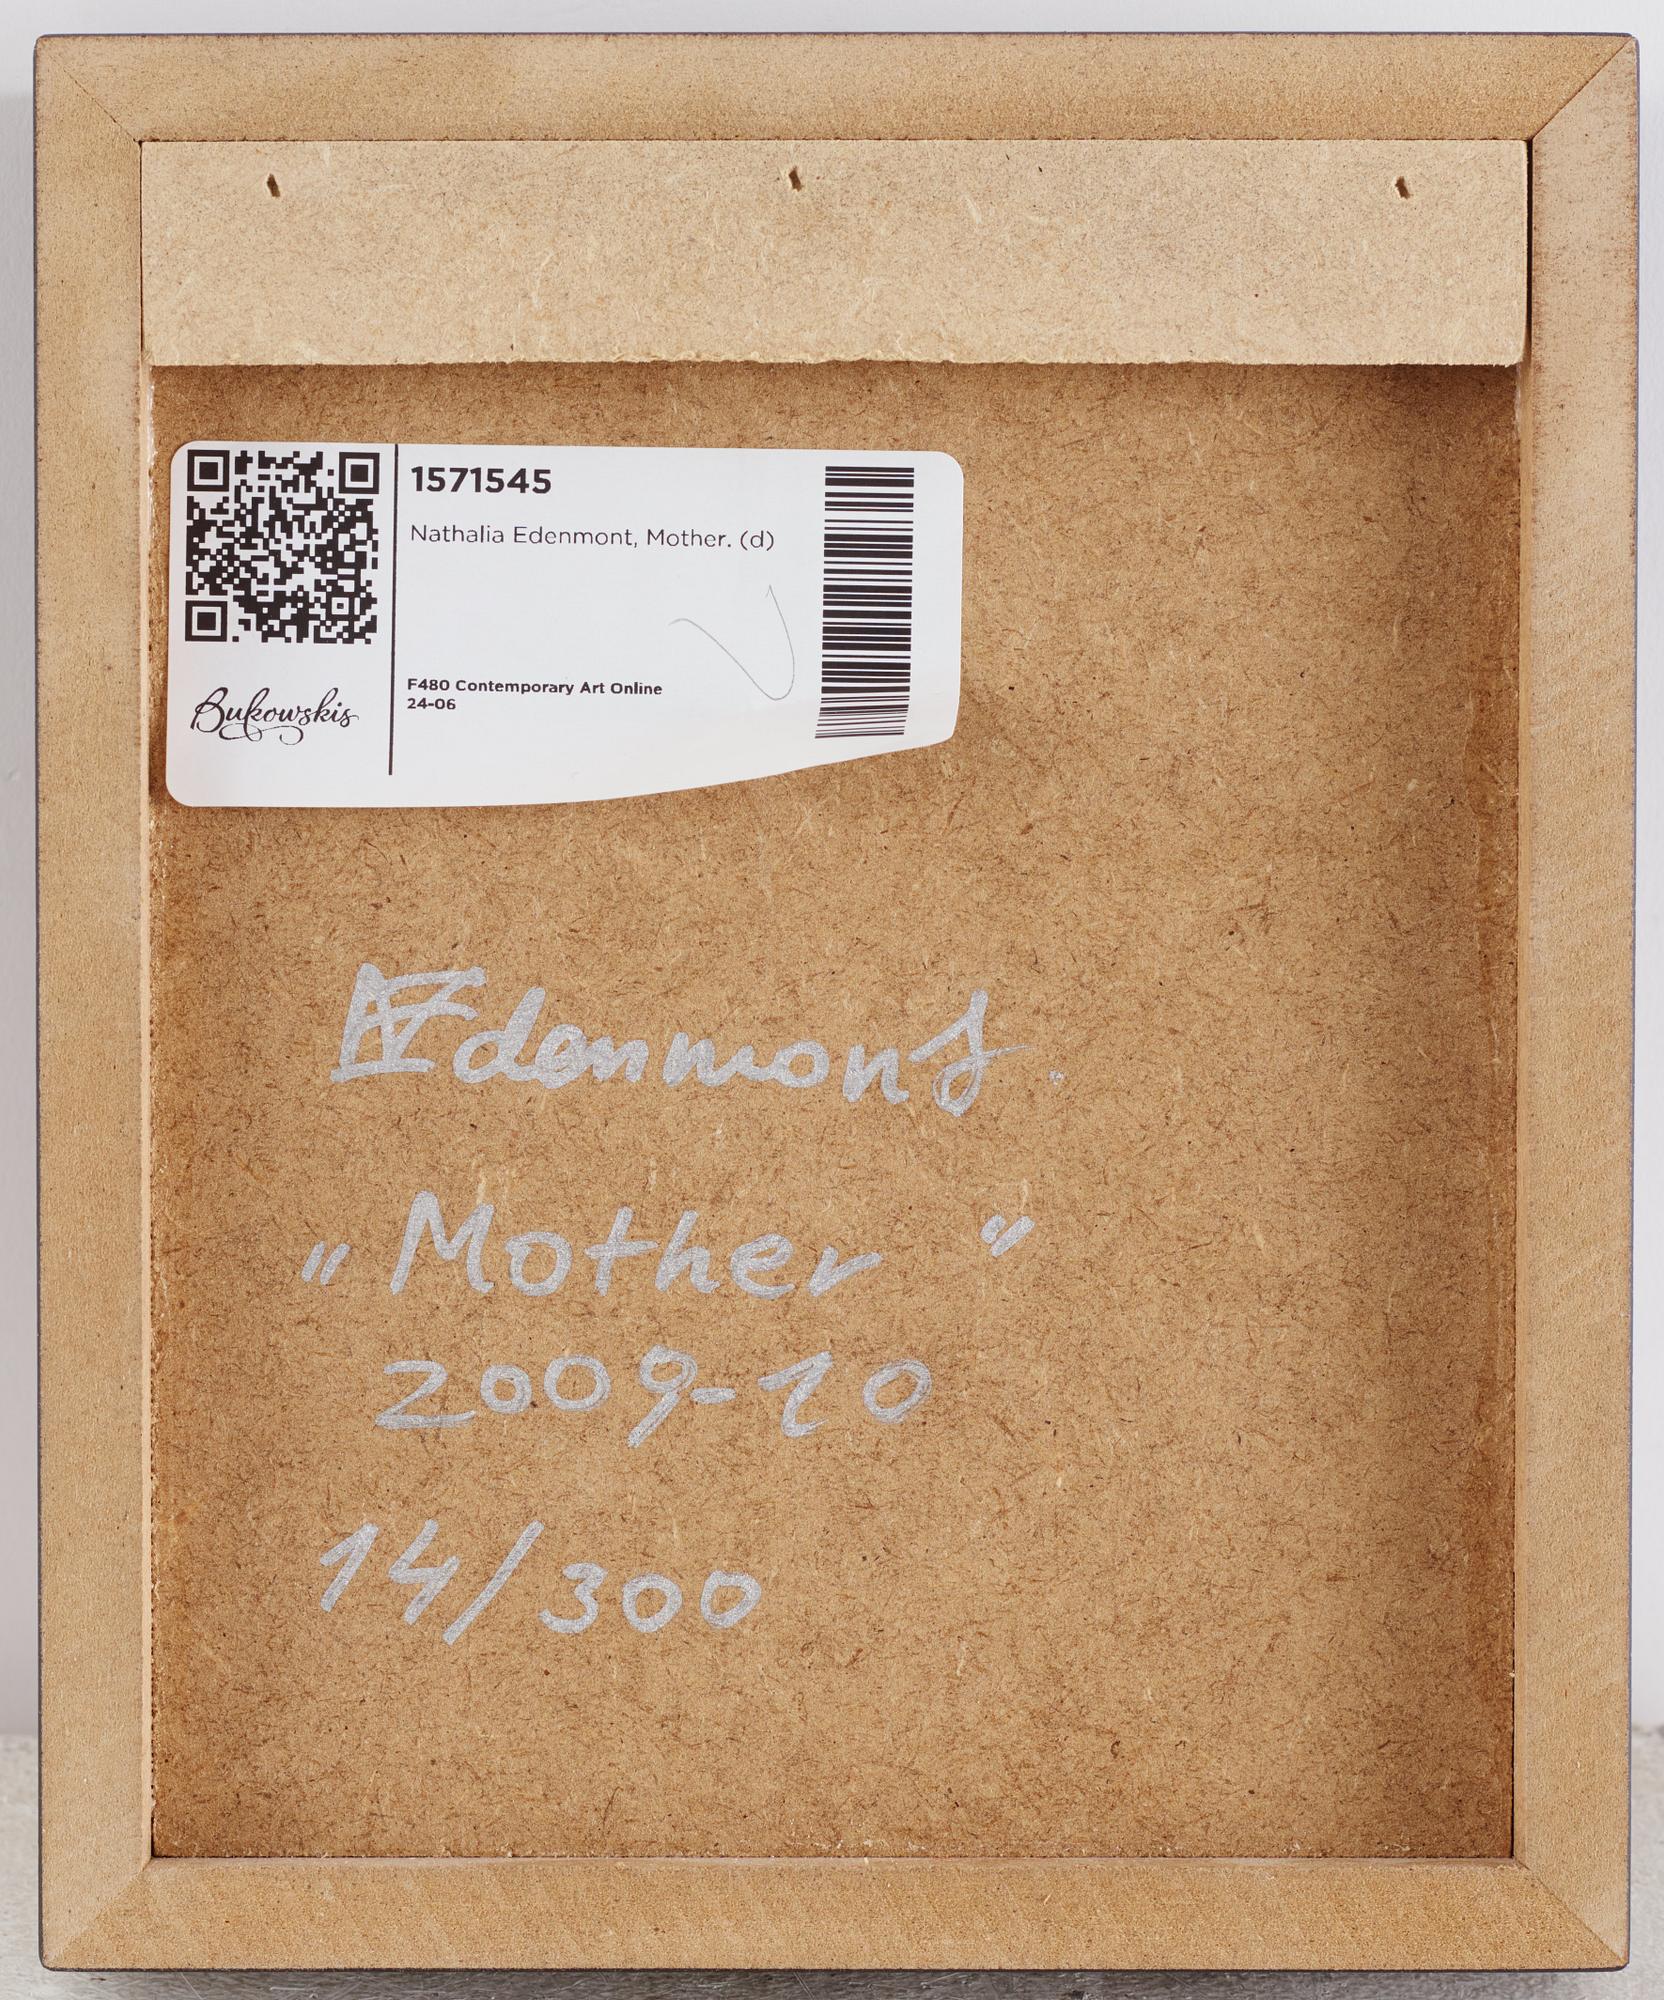 1571545
Nathalia Edenmont, Mother. (d)
F480 Contemporary Art Online
24-06
Bukowskis
Edenmont.
„Mother"
2009-10
14/300